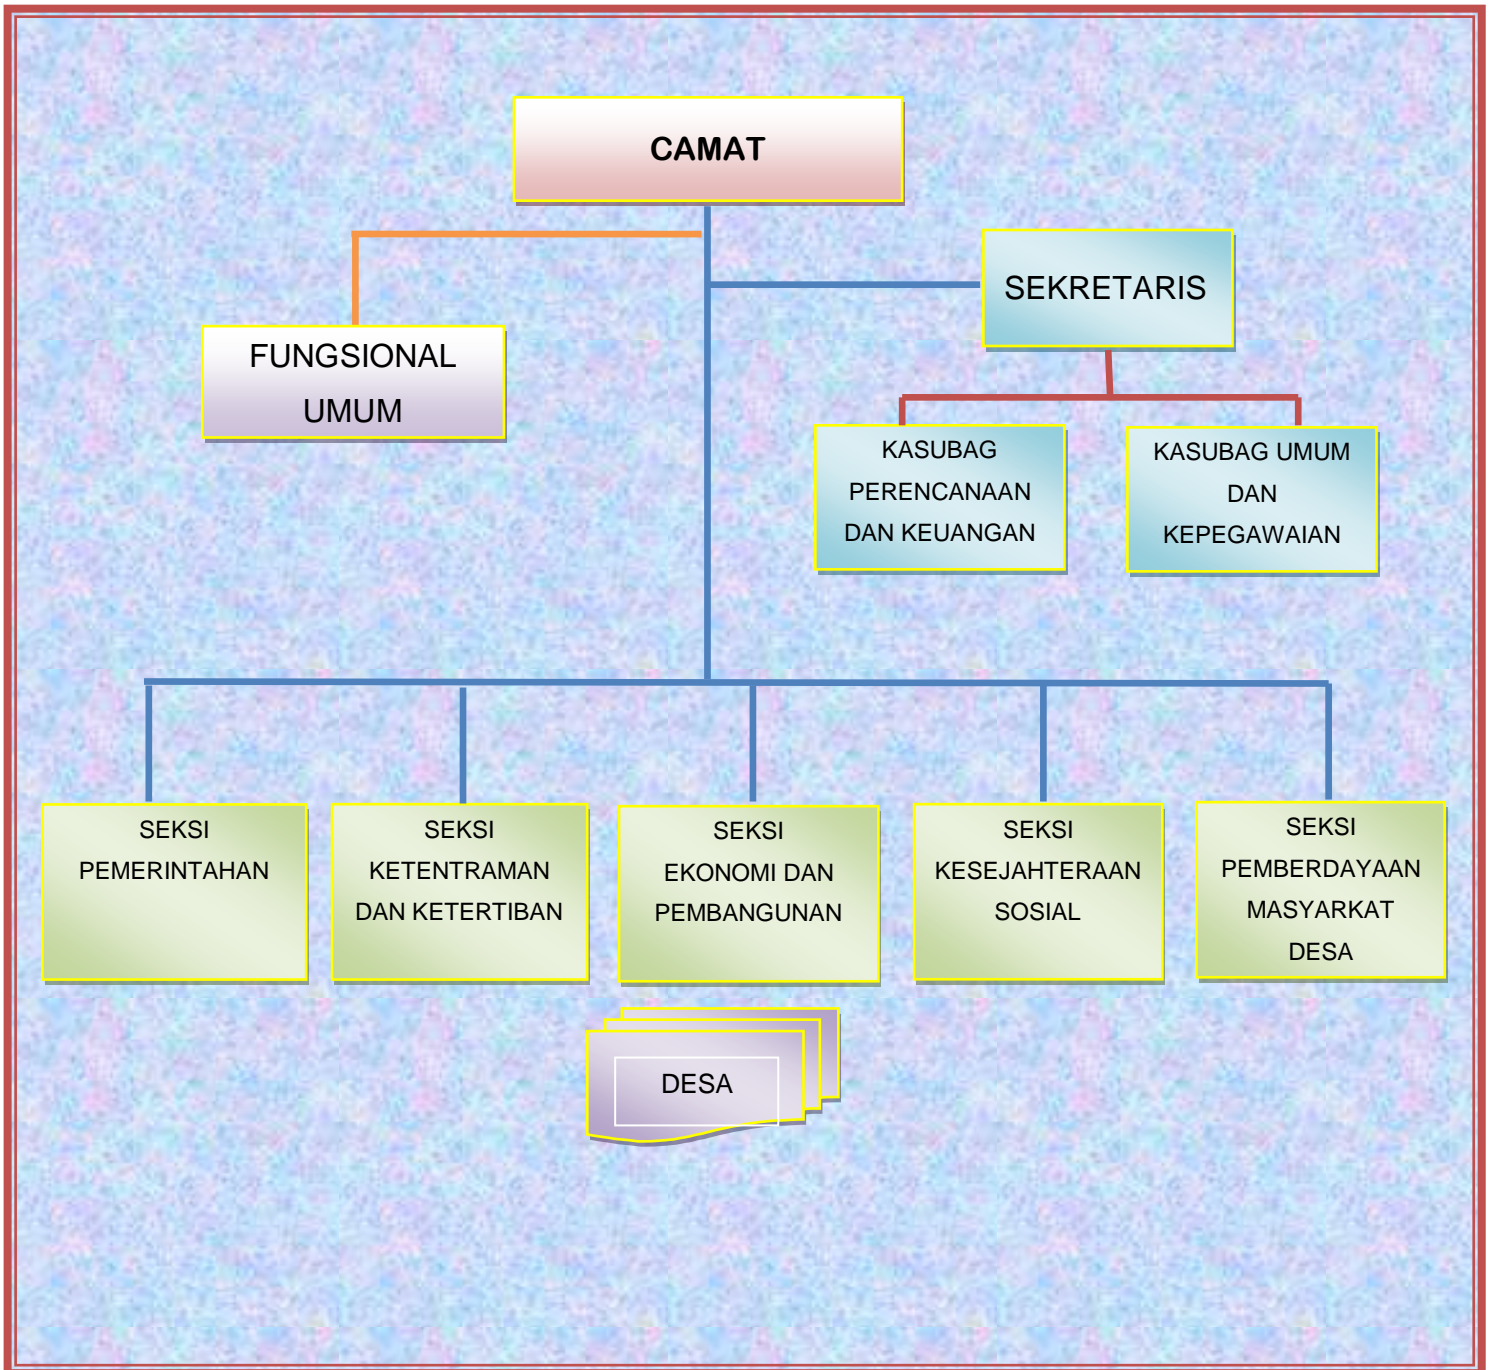 CAMAT
SEKRETARIS
FUNGSIONAL
UMUM
KASUBAG
PERENCANAAN
DAN KEUANGAN
KASUBAG UMUM
DAN
KEPEGAWAIAN
SEKSI
PEMERINTAHAN
SEKSI
KETENTRAMAN
DAN KETERTIBAN
SEKSI
EKONOMI DAN
PEMBANGUNAN
SEKSI
KESEJAHTERAAN
SOSIAL
SEKSI
PEMBERDAYAAN
MASYARKAT
DESA
DESA